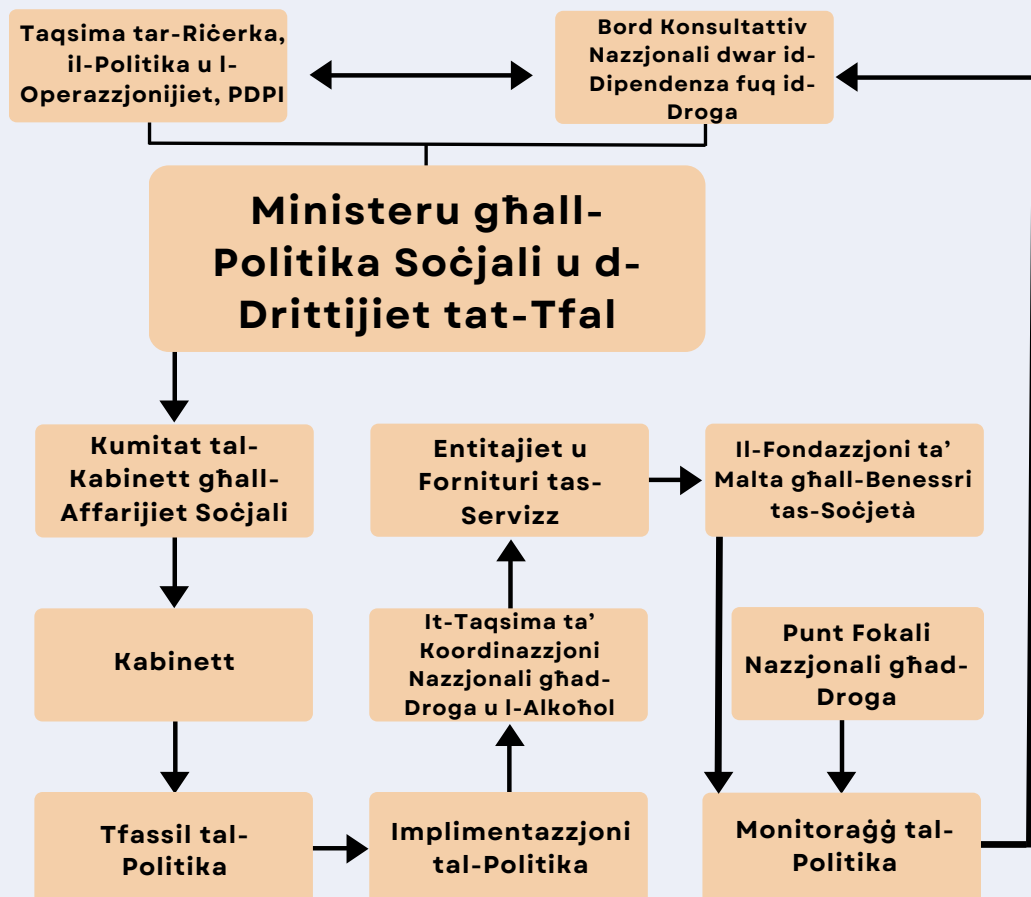 Taqsima tar-Riċerka,
il-Politika u l-
Operazzjonijiet, PDPI
Bord Konsultattiv
Nazzjonali dwar id-
Dipendenza fuq id-
Droga
Ministeru għall-
Politika Soċjali u d-
Drittijiet tat-Tfal
Kumitat tal-
Kabinett għall-
Affarijiet Soċjali
Entitajiet u
Fornituri tas-
Servizz
Il-Fondazzjoni ta’
Malta għall-Benessri
tas-Soċjetà
Kabinett
It-Taqsima ta’
Koordinazzjoni
Nazzjonali għad-
Droga u l-Alkoħol
Punt Fokali
Nazzjonali għad-
Droga
Tfassil tal-
Politika
Implimentazzjoni
tal-Politika
Monitoraġġ tal-
Politika